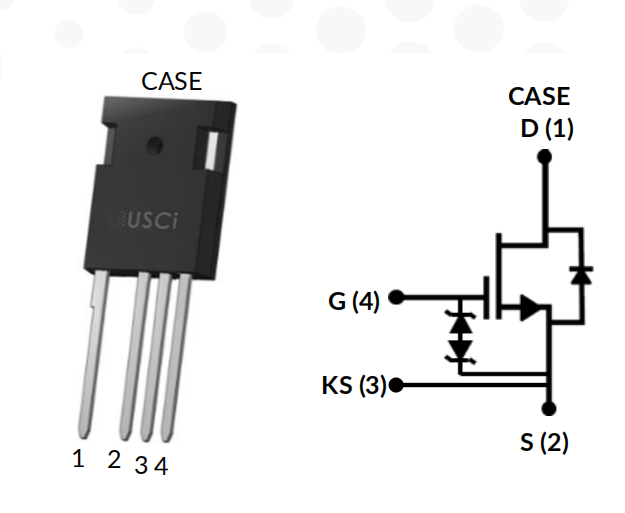 CASE
USCi
1 2 3 4
CASE
D (1)
G (4)
KS (3)
S (2)